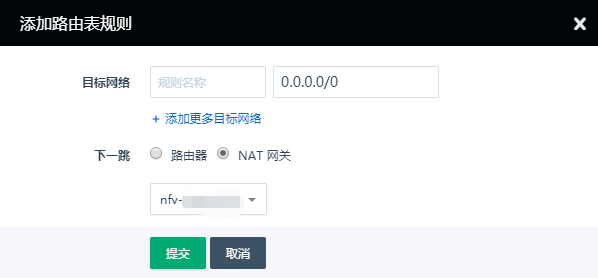 添加路由表规则
目标网络 规则名称 0.0.0.0/0
+ 添加更多目标网络
下一跳 路由器 NAT 网关
nfv-
提交 取消